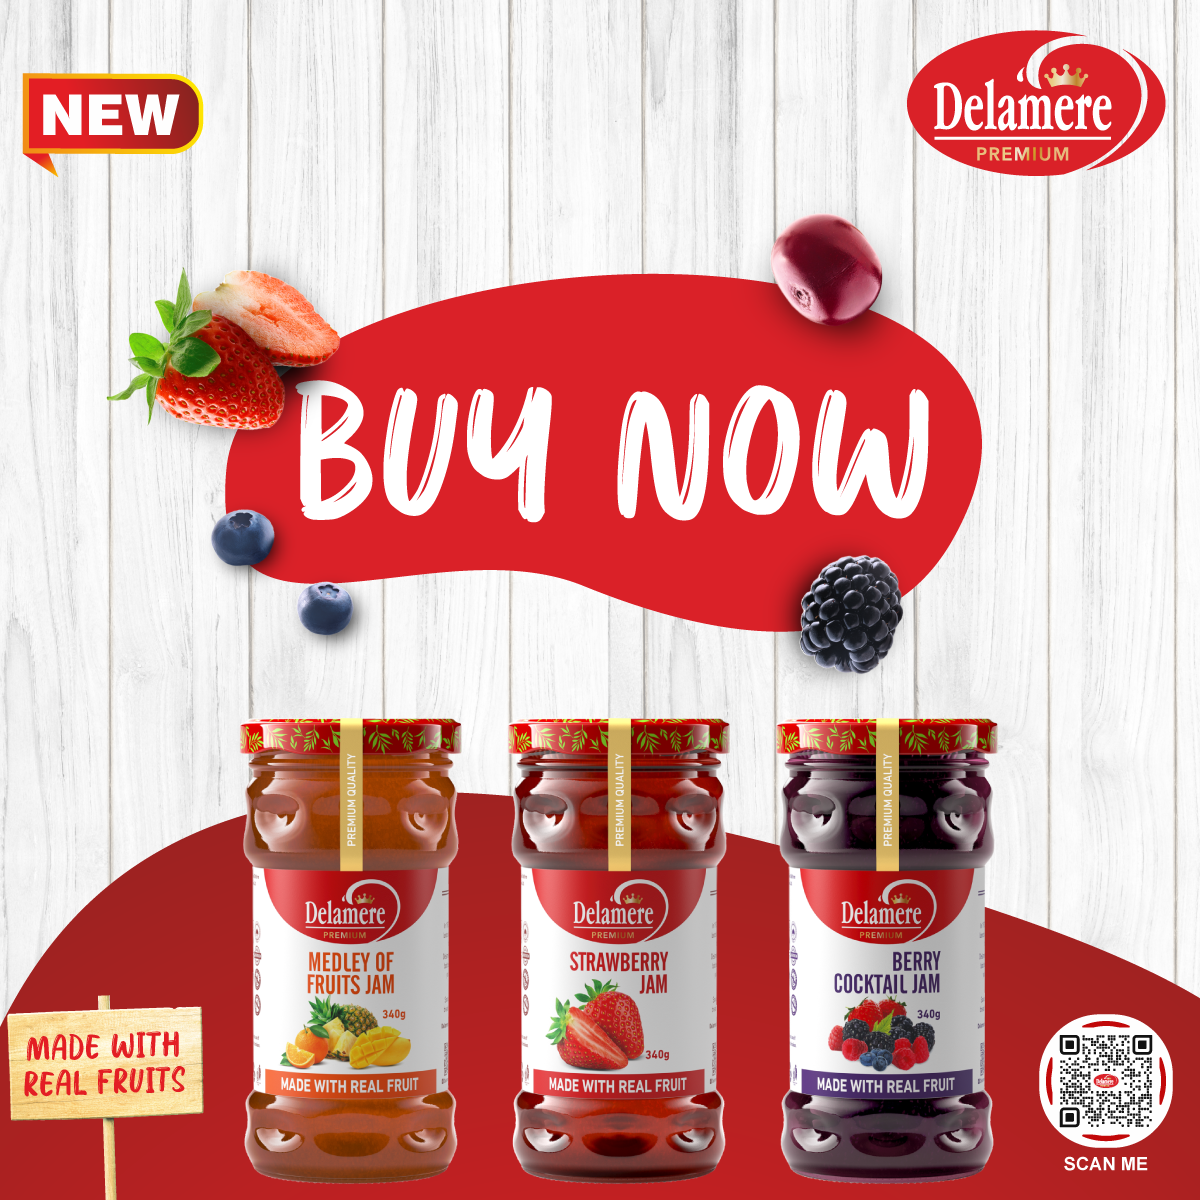 NEW
Delamere
PREMIUM
BUY NOW
PREMIUM QUALITY
Delamere
PREMIUM
MEDLEY OF
FRUITS JAM
340g
MADE WITH REAL FRUIT
PREMIUM QUALITY
Delamere
PREMIUM
STRAWBERRY
JAM
340g
MADE WITH REAL FRUIT
PREMIUM QUALITY
Delamere
PREMIUM
BERRY
COCKTAIL JAM
340g
MADE WITH REAL FRUIT
MADE WITH
REAL FRUITS
Delamere
SCAN ME